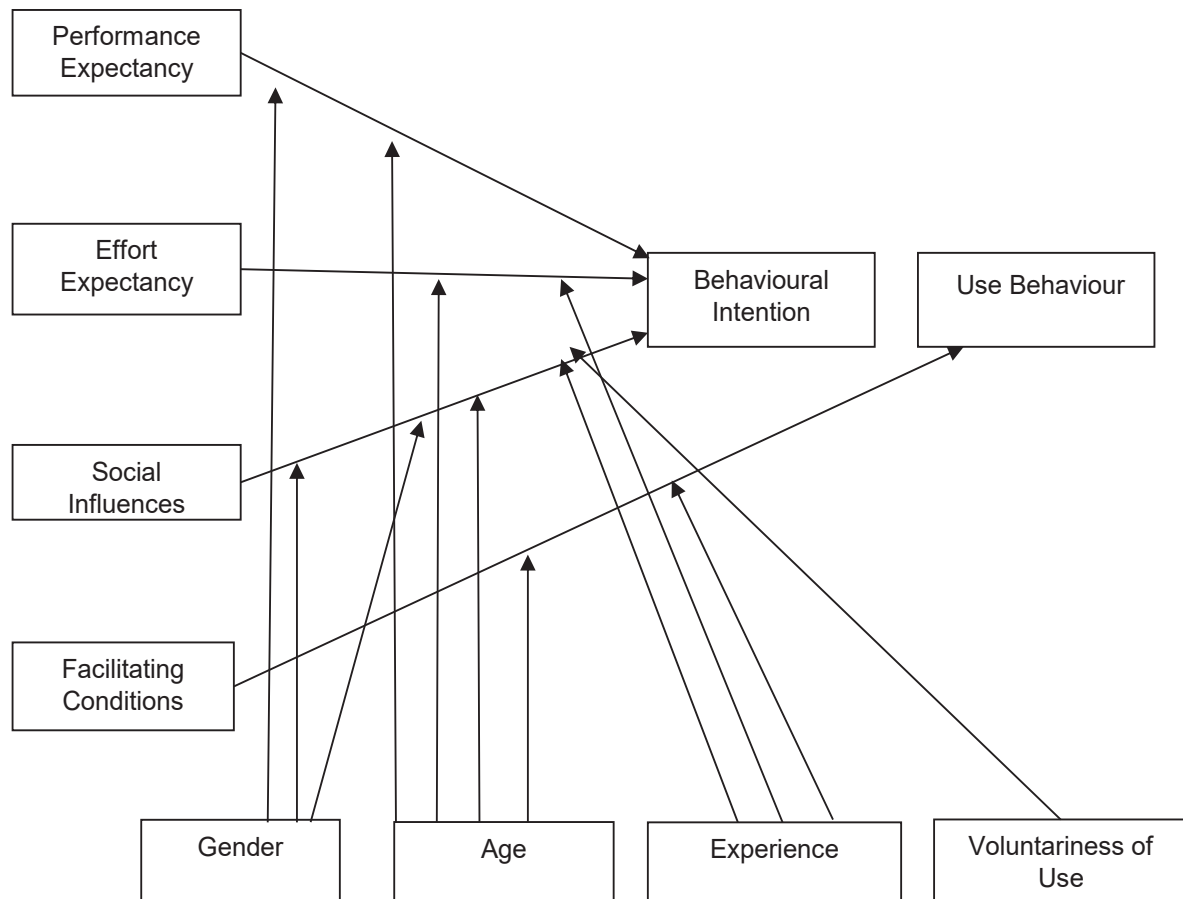 Performance
Expectancy
Effort
Expectancy
Behavioural
Intention
Use Behaviour
Social
Influences
Facilitating
Conditions
Gender
Age
Experience
Voluntariness of
Use